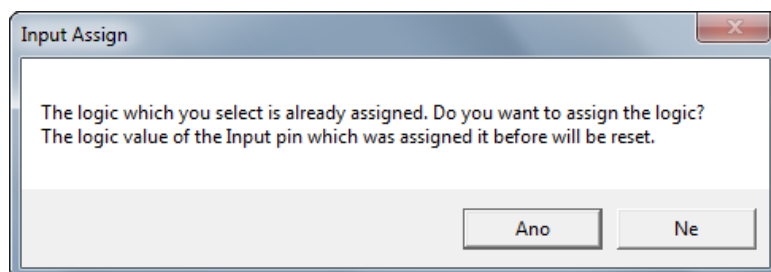 Input Assign
The logic which you select is already assigned. Do you want to assign the logic?
The logic value of the Input pin which was assigned it before will be reset.
Ano
Ne